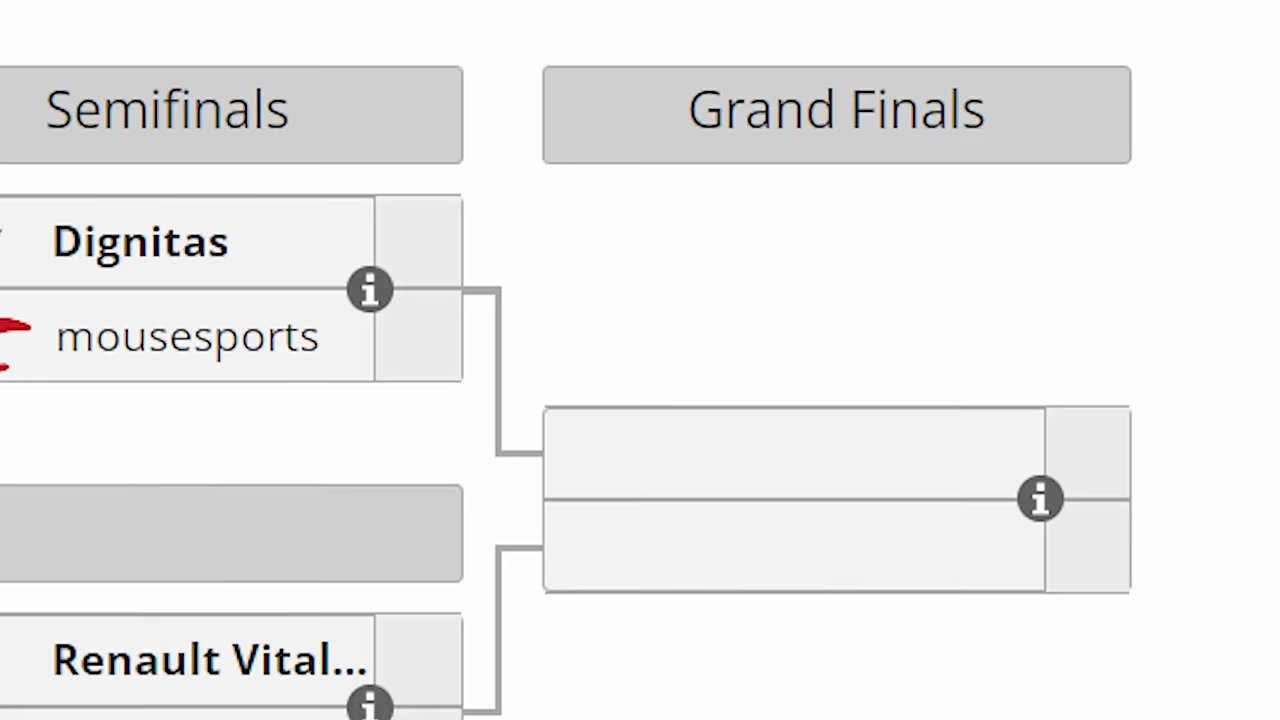 Semifinals
Grand Finals
Dignitas
mousesports
Renault Vital...